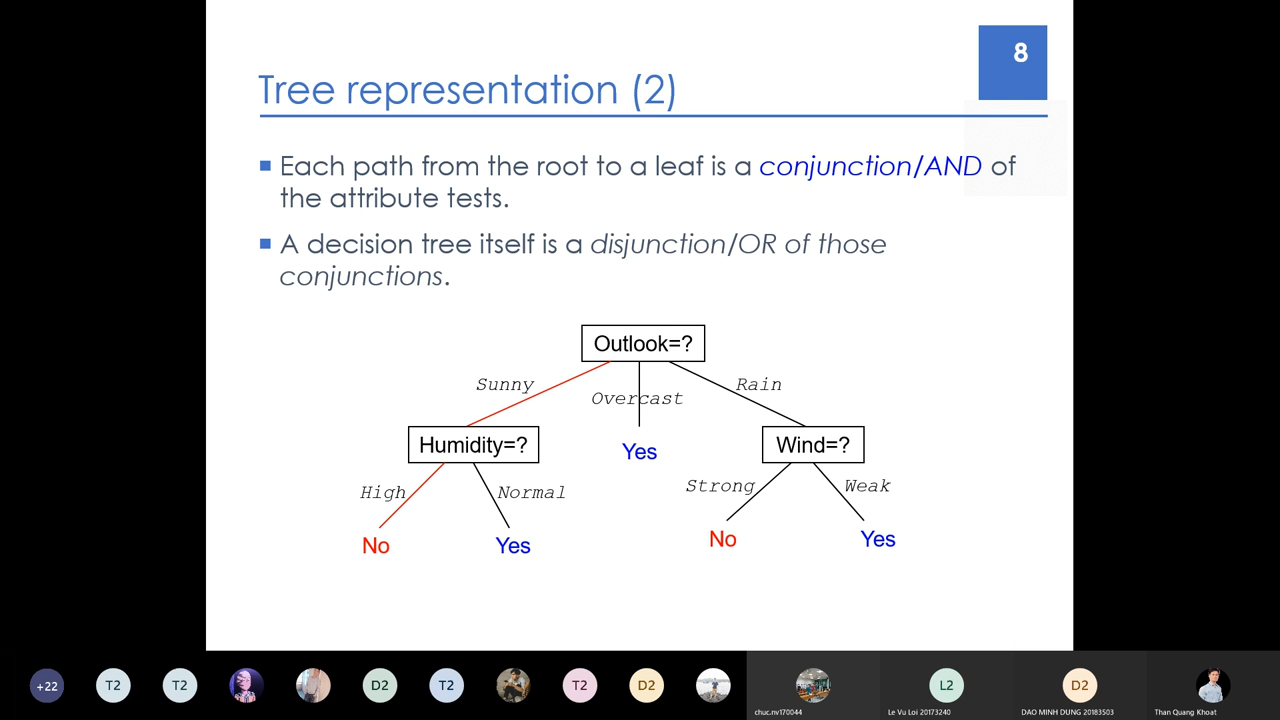 8
Tree representation (2)
Each path from the root to a leaf is a conjunction/AND of
the attribute tests.
A decision tree itself is a disjunction/OR of those
conjunctions.
Outlook=?
Sunny
Overcast
Rain
Humidity=?
Yes
Wind=?
High
Normal
Strong
Weak
No
Yes
No
Yes
+22
T2
T2
D2
T2
T2
D2
L2
D2
chuc.nv170044
Le Vu Loi 20173240
DAO MINH DUNG 20183503
Than Quang Khoat